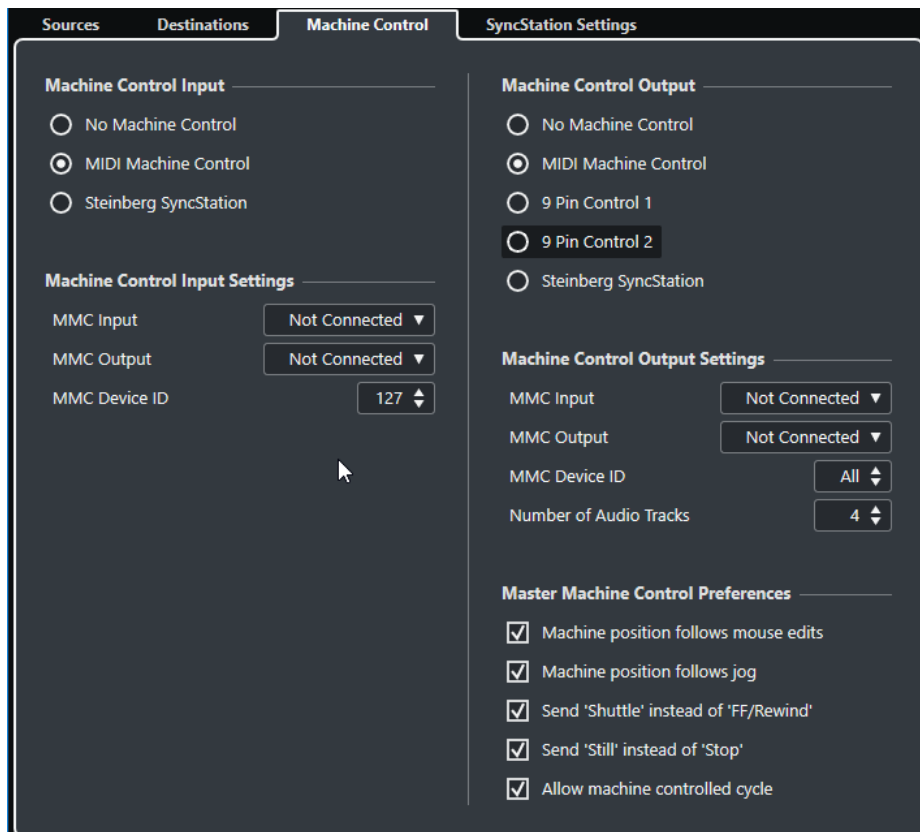 Sources Destinations Machine Control SyncStation Settings
Machine Control Input
No Machine Control
MIDI Machine Control
Steinberg SyncStation
Machine Control Input Settings
MMC Input Not Connected
MMC Output Not Connected
MMC Device ID 127
Machine Control Output
No Machine Control
MIDI Machine Control
9 Pin Control 1
9 Pin Control 2
Steinberg SyncStation
Machine Control Output Settings
MMC Input Not Connected
MMC Output Not Connected
MMC Device ID All
Number of Audio Tracks 4
Master Machine Control Preferences
Machine position follows mouse edits
Machine position follows jog
Send 'Shuttle' instead of 'FF/Rewind'
Send 'Still' instead of 'Stop'
Allow machine controlled cycle